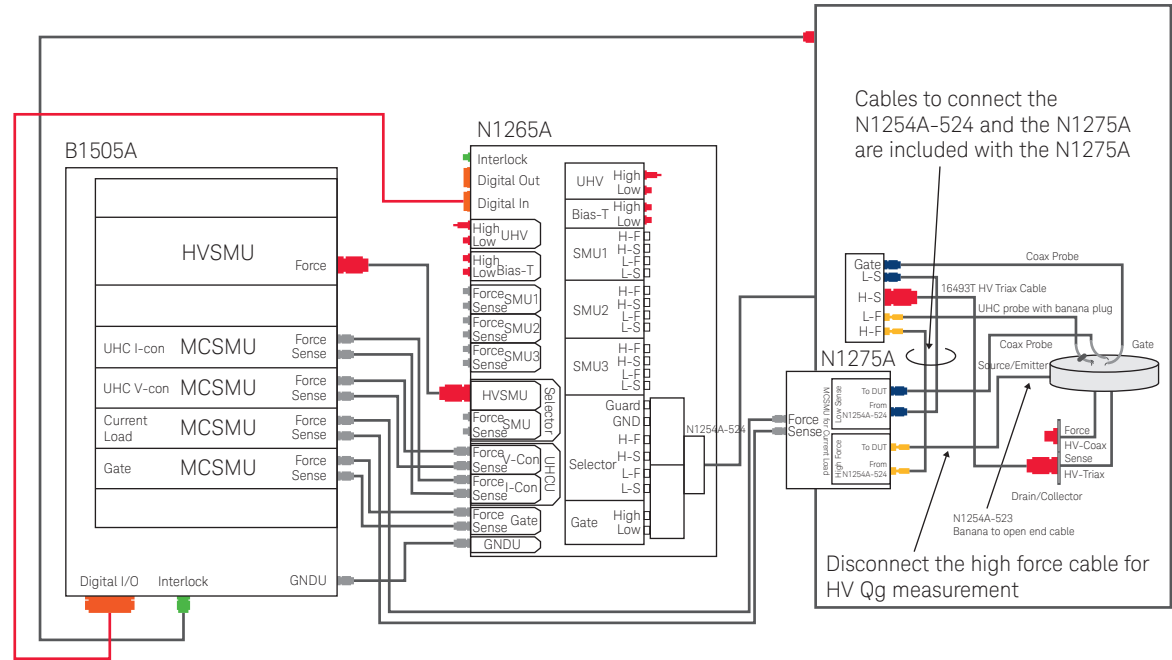 Cables to connect the
N1254A-524 and the N1275A
are included with the N1275A
B1505A
HVSMU
Force
UHC I-con MCSMU Force
Sense
UHC V-con MCSMU Force
Sense
Current
Load
MCSMU Force
Sense
Gate MCSMU Force
Sense
Digital I/O Interlock GNDU
N1265A
Interlock
Digital Out
Digital In
High
Low
UHV
High
Low
Bias-T
Force
Sense
SMU1
Force
Sense
SMU2
Force
Sense
SMU3
HVSMU
Force
Sense
SMU
Selector
Force
Sense
V-Con
Force
Sense
I-Con
UHCU
Force
Sense
Gate
GNDU
UHV High
Low
Bias-T High
Low
SMU1
H-F
H-S
L-F
L-S
SMU2
H-F
H-S
L-F
L-S
SMU3
H-F
H-S
L-F
L-S
Selector
Guard
GND
H-F
H-S
L-F
L-S
Gate High
Low
N1254A-524
Gate
L-S
H-S
L-F
H-F
Coax Probe
16493T HV Triax Cable
UHC probe with banana plug
Coax Probe
Gate
Source/Emitter
N1275A
Force
Sense
MCSMU for Current Load
Low Sense
High Force
To DUT
From
N1254A-524
To DUT
From
N1254A-524
Force
HV-Coax
Sense
HV-Triax
Drain/Collector
N1254A-523
Banana to open end cable
Disconnect the high force cable for
HV Qg measurement